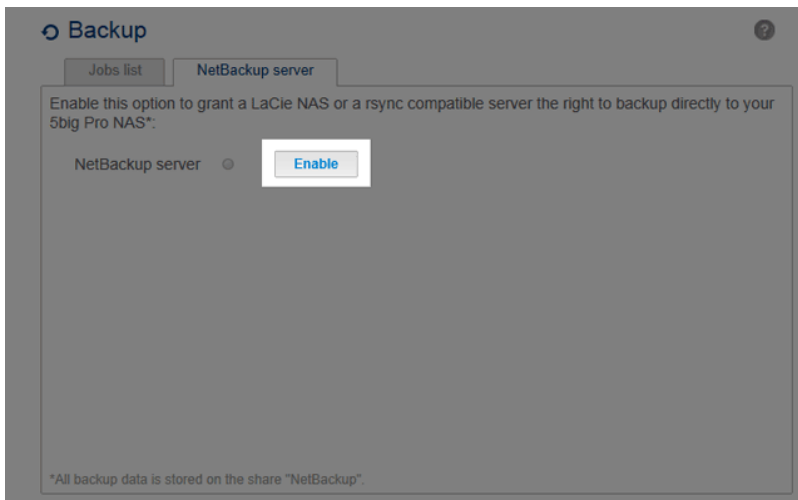 Backup
?
Jobs list
NetBackup server
Enable this option to grant a LaCie NAS or a rsync compatible server the right to backup directly to your
5big Pro NAS*:
NetBackup server
Enable
*All backup data is stored on the share "NetBackup".